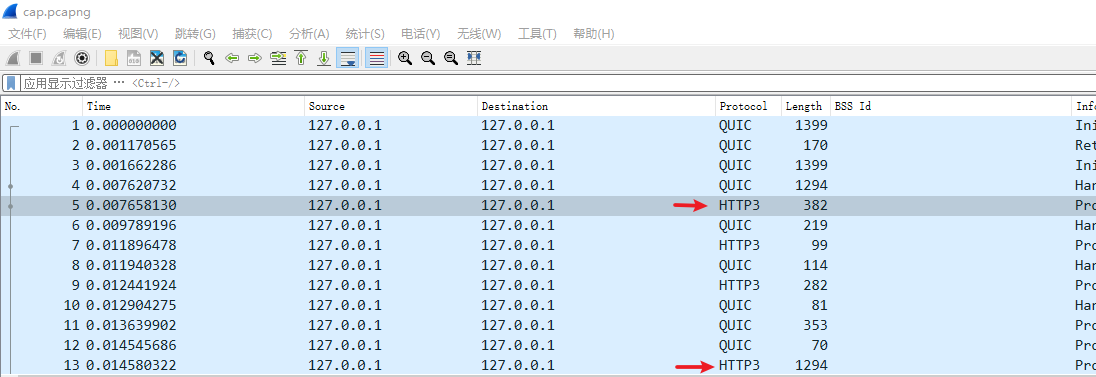 cap.pcapng
文件(F) 编辑(E) 视图(V) 跳转(G) 捕获(C) 分析(A) 统计(S) 电话(Y) 无线(W) 工具(T) 帮助(H)
应用显示过滤器 … <Ctrl-/>
No. Time Source Destination Protocol Length BSS Id Info
1 0.000000000 127.0.0.1 127.0.0.1 QUIC 1399 Ini
2 0.001170565 127.0.0.1 127.0.0.1 QUIC 170 Ret
3 0.001662286 127.0.0.1 127.0.0.1 QUIC 1399 Ini
4 0.007620732 127.0.0.1 127.0.0.1 QUIC 1294 Har
5 0.007658130 127.0.0.1 127.0.0.1 HTTP3 382 Pro
6 0.009789196 127.0.0.1 127.0.0.1 QUIC 219 Har
7 0.011896478 127.0.0.1 127.0.0.1 HTTP3 99 Pro
8 0.011940328 127.0.0.1 127.0.0.1 QUIC 114 Har
9 0.012441924 127.0.0.1 127.0.0.1 HTTP3 282 Pro
10 0.012904275 127.0.0.1 127.0.0.1 QUIC 81 Har
11 0.013639902 127.0.0.1 127.0.0.1 QUIC 353 Pro
12 0.014545686 127.0.0.1 127.0.0.1 QUIC 70 Har
13 0.014580322 127.0.0.1 127.0.0.1 HTTP3 1294 Pro